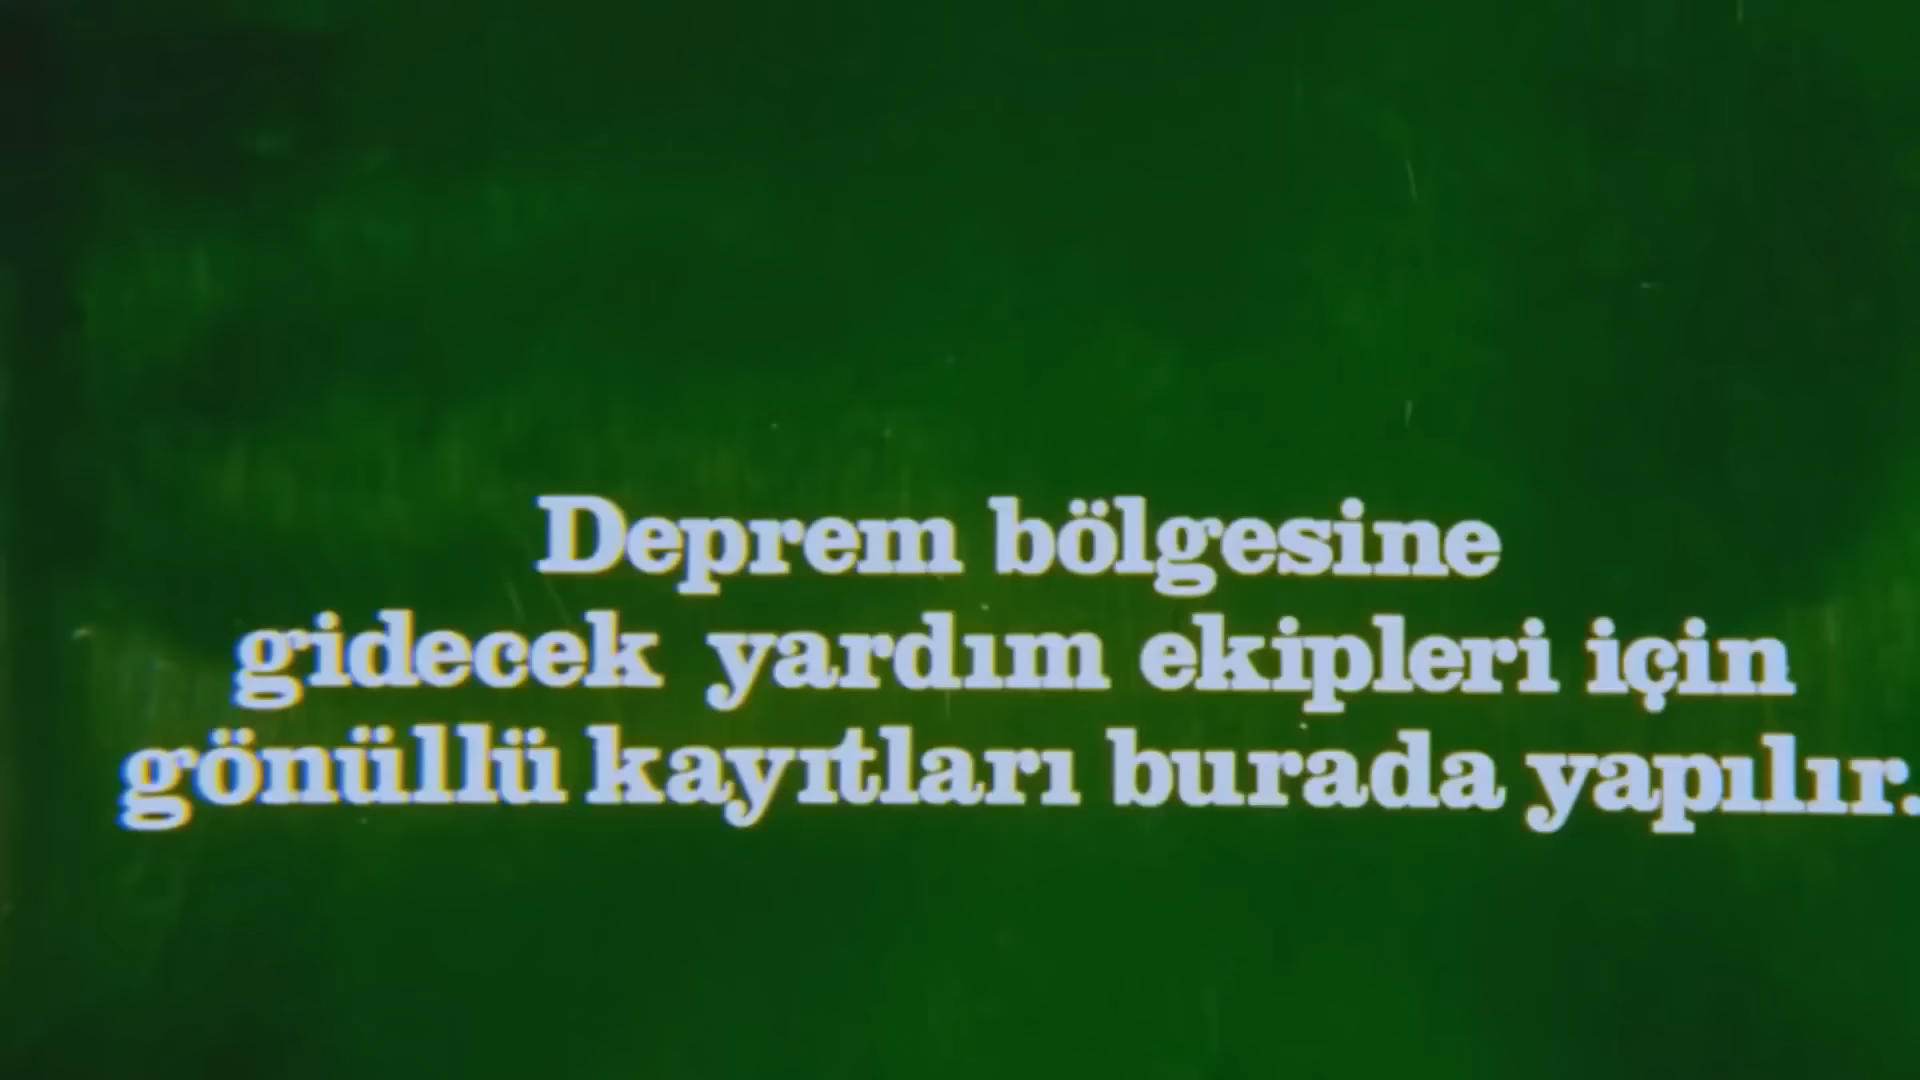 Deprem bölgesine
gidecek yardım ekipleri için
gönüllü kayıtları burada yapılır.